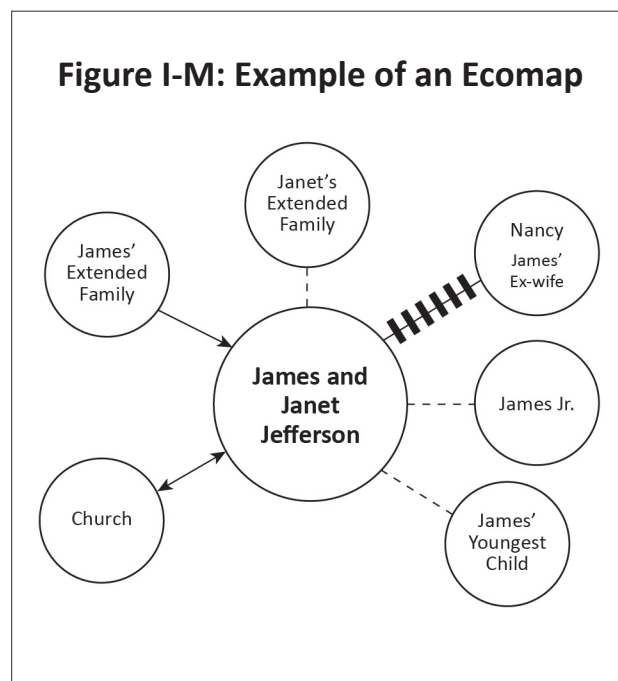 Figure I-M: Example of an Ecomap
Janet's
Extended
Family
James'
Extended
Family
Nancy
James'
Ex-wife
James and
Janet
Jefferson
James Jr.
Church
James'
Youngest
Child